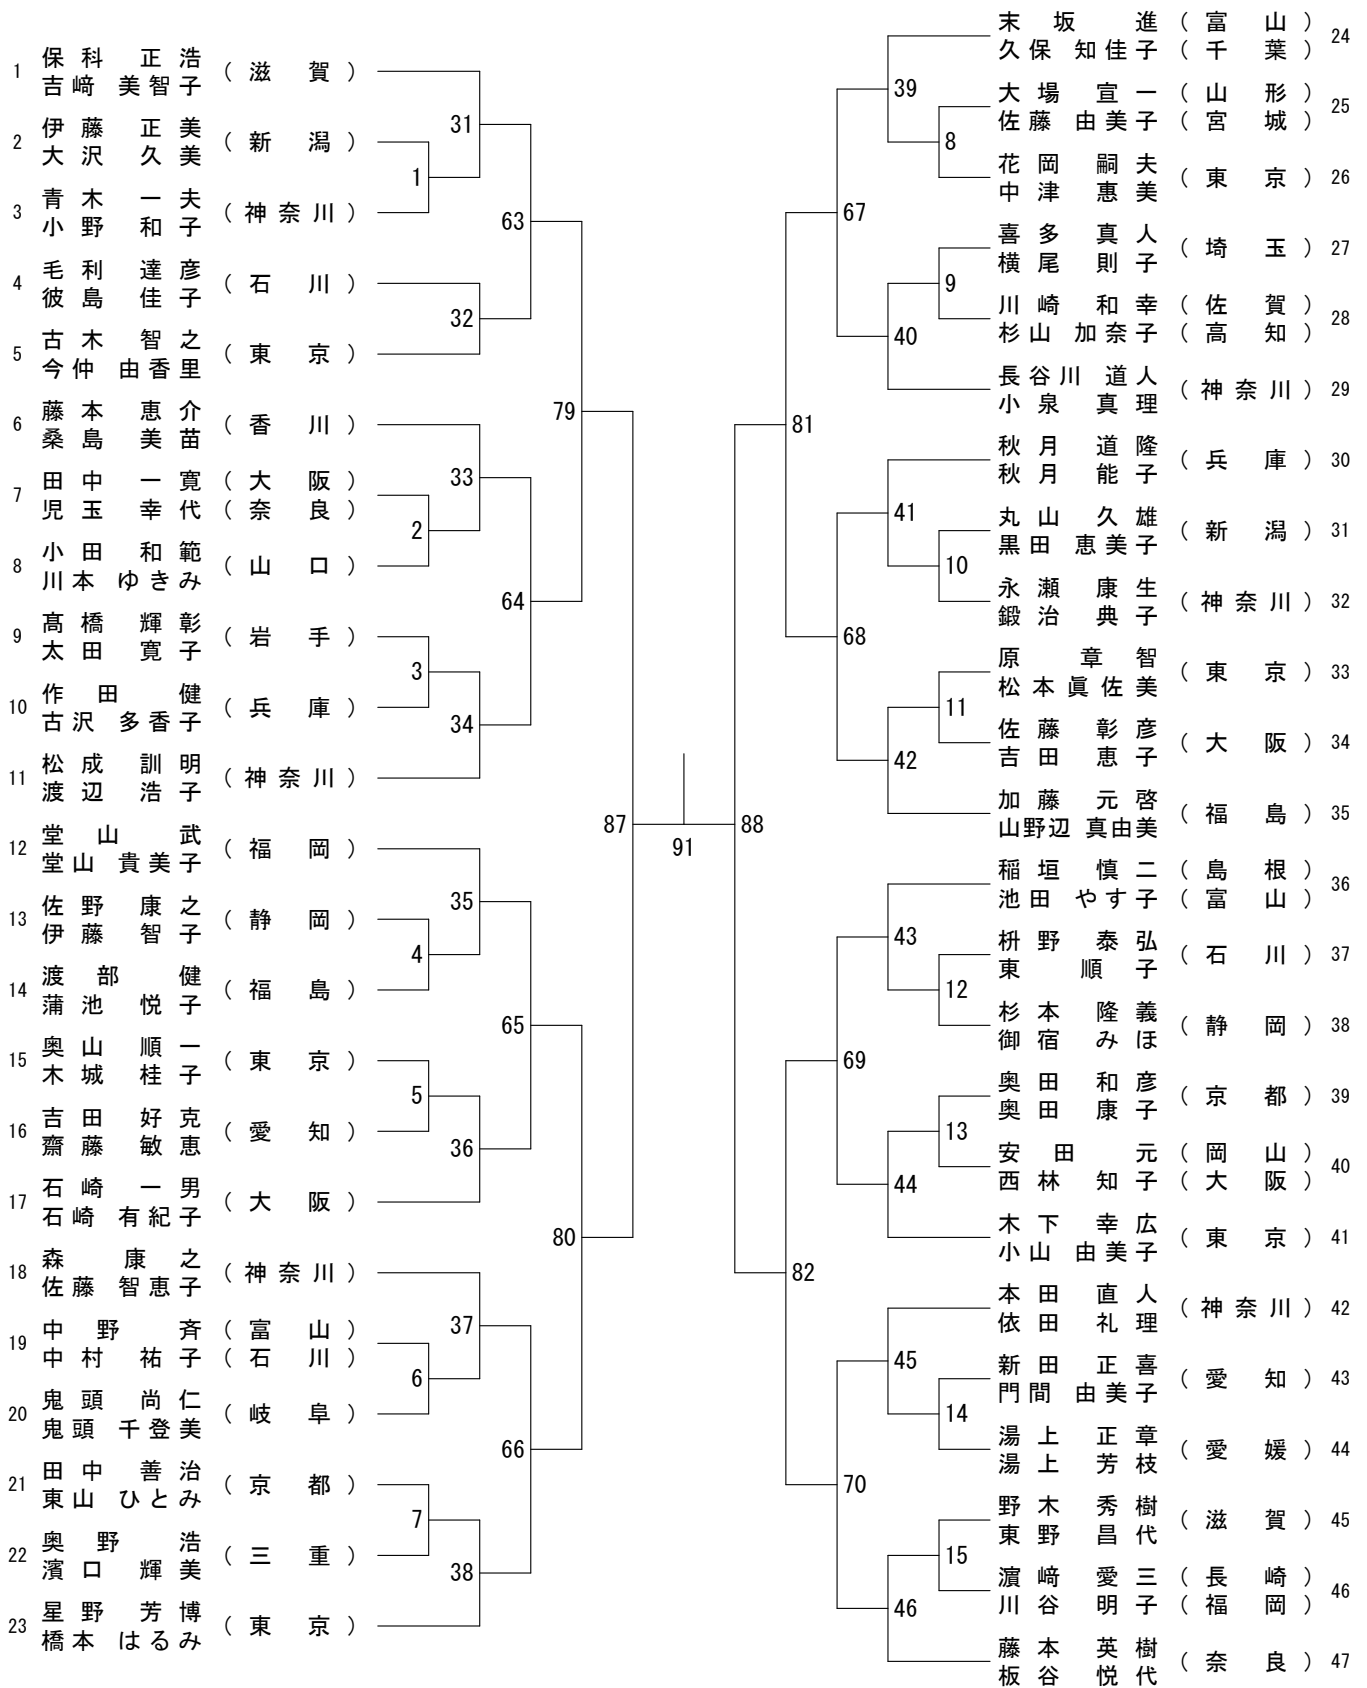 1 保科 正浩 吉﨑 美智子 (滋賀)
2 伊藤 正美 大沢 久美 (新潟)
3 青木 一夫 小野 和子 (神奈川)
4 毛利 達彦 彼島 佳子 (石川)
5 古木 智之 今仲 由香里 (東京)
6 藤本 恵介 桑島 美苗 (香川)
7 田中 一寛 (大阪) 児玉 幸代 (奈良)
8 小田 和範 川本 ゆきみ (山口)
9 髙橋 輝彰 太田 寛子 (岩手)
10 作田 健 古沢 多香子 (兵庫)
11 松成 訓明 渡辺 浩子 (神奈川)
12 堂山 武 堂山 貴美子 (福岡)
13 佐野 康之 伊藤 智子 (静岡)
14 渡部 健 蒲池 悦子 (福島)
15 奥山 順一 木城 桂子 (東京)
16 吉田 好克 齋藤 敏恵 (愛知)
17 石崎 一男 石崎 有紀子 (大阪)
18 森 康之 佐藤 智恵子 (神奈川)
19 中野 斉 (富山) 中村 祐子 (石川)
20 鬼頭 尚仁 鬼頭 千登美 (岐阜)
21 田中 善治 東山 ひとみ (京都)
22 奥野 浩 濱口 輝美 (三重)
23 星野 芳博 橋本 はるみ (東京)
1
2
3
4
5
6
7
31
32
33
34
35
36
37
38
63
64
65
66
79
80
87
91
88
81
82
67
68
69
70
39
40
41
42
43
44
45
46
8
9
10
11
12
13
14
15
末坂 進 (富山) 久保 知佳子 (千葉) 24
大場 宣一 (山形) 佐藤 由美子 (宮城) 25
花岡 嗣夫 中津 惠美 (東京) 26
喜多 真人 横尾 則子 (埼玉) 27
川崎 和幸 (佐賀) 杉山 加奈子 (高知) 28
長谷川 道人 小泉 真理 (神奈川) 29
秋月 道隆 秋月 能子 (兵庫) 30
丸山 久雄 黒田 恵美子 (新潟) 31
永瀬 康生 鍛治 典子 (神奈川) 32
原 章智 松本 眞佐美 (東京) 33
佐藤 彰彦 吉田 恵子 (大阪) 34
加藤 元啓 山野辺 真由美 (福島) 35
稲垣 慎二 (島根) 池田 やす子 (富山) 36
枡野 泰弘 東 順子 (石川) 37
杉本 隆義 御宿 みほ (静岡) 38
奥田 和彦 奥田 康子 (京都) 39
安田 元 (岡山) 西林 知子 (大阪) 40
木下 幸広 小山 由美子 (東京) 41
本田 直人 依田 礼理 (神奈川) 42
新田 正喜 門間 由美子 (愛知) 43
湯上 正章 湯上 芳枝 (愛媛) 44
野木 秀樹 東野 昌代 (滋賀) 45
濵﨑 愛三 (長崎) 川谷 明子 (福岡) 46
藤本 英樹 板谷 悦代 (奈良) 47